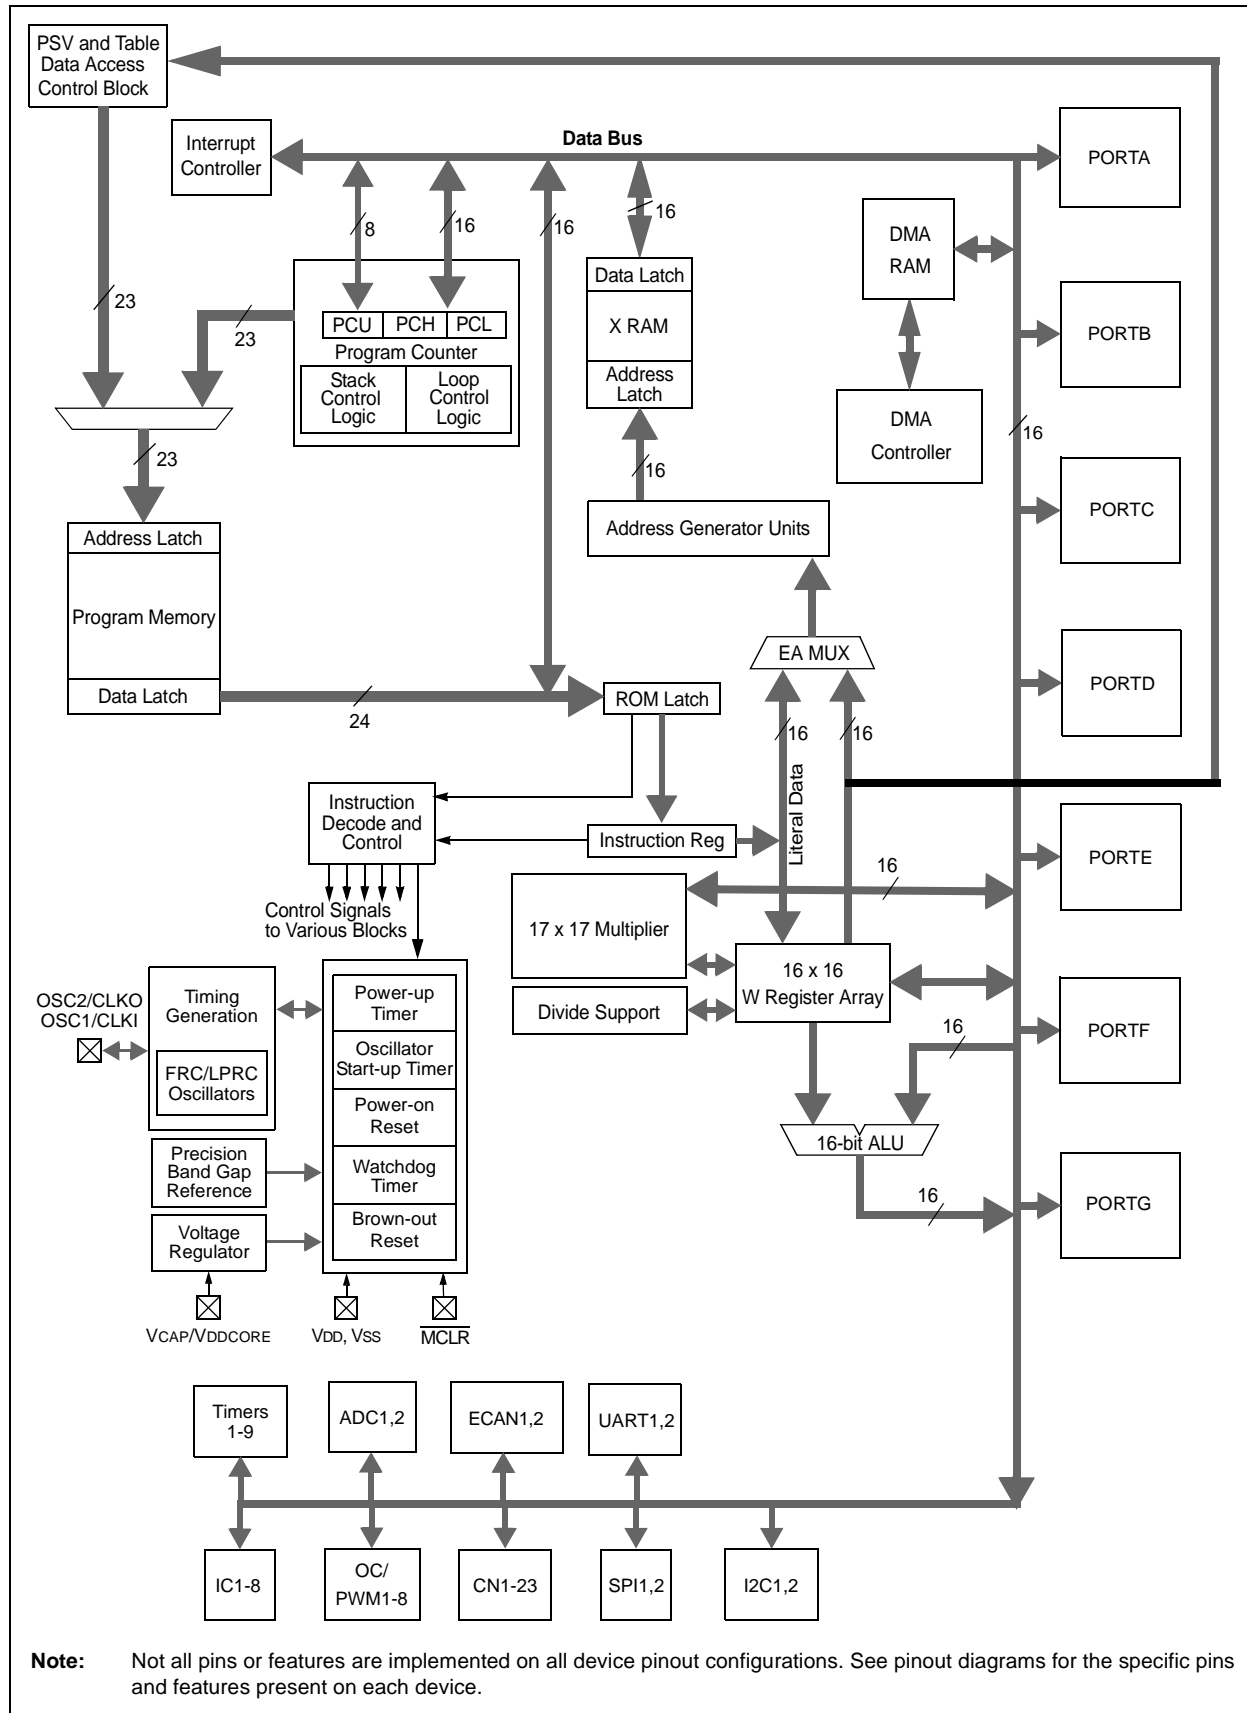 PSV and Table
Data Access
Control Block
Interrupt
Controller
Data Bus
PORTA
8
16
16
16
DMA
RAM
23
23
PCU
PCH
PCL
Program Counter
Stack
Control
Logic
Loop
Control
Logic
Data Latch
X RAM
Address
Latch
PORTB
DMA
Controller
16
23
16
Address Generator Units
PORTC
Address Latch
Program Memory
Data Latch
24
ROM Latch
EA MUX
PORTD
16
16
Literal Data
Instruction
Decode and
Control
Instruction Reg
PORTE
Control Signals
to Various Blocks
16
17 x 17 Multiplier
Divide Support
16 x 16
W Register Array
PORTF
OSC2/CLKO
OSC1/CLKI
Timing
Generation
FRC/LPRC
Oscillators
Power-up
Timer
Oscillator
Start-up Timer
Power-on
Reset
Watchdog
Timer
Brown-out
Reset
16
16-bit ALU
Precision
Band Gap
Reference
Voltage
Regulator
16
PORTG
VCAP/VDDCORE
VDD, VSS
MCLR
Timers
1-9
ADC1,2
ECAN1,2
UART1,2
IC1-8
OC/
PWM1-8
CN1-23
SPI1,2
I2C1,2
Note: Not all pins or features are implemented on all device pinout configurations. See pinout diagrams for the specific pins
and features present on each device.